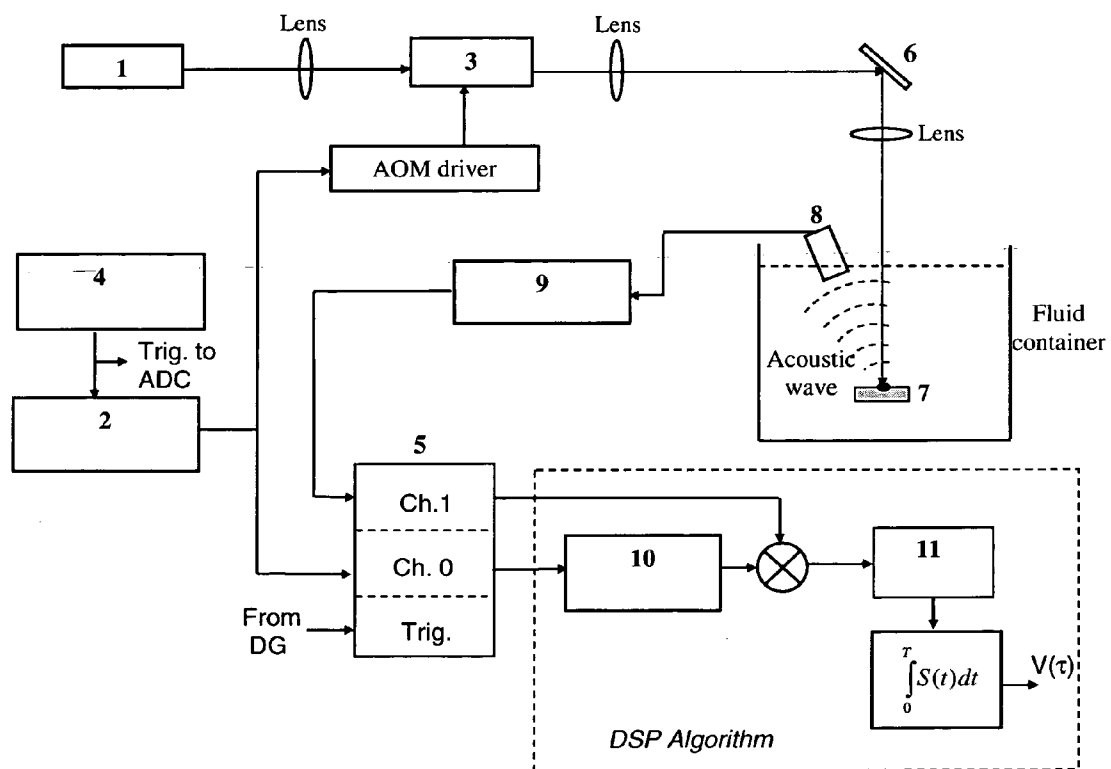 Lens
Lens
1
3
6
Lens
AOM driver
8
4
9
Trig. to
ADC
Fluid
container
Acoustic
wave
7
2
5
Ch.1
Ch. 0
Trig.
From
DG
10
11
T
∫S(t)dt
0
V(τ)
DSP Algorithm